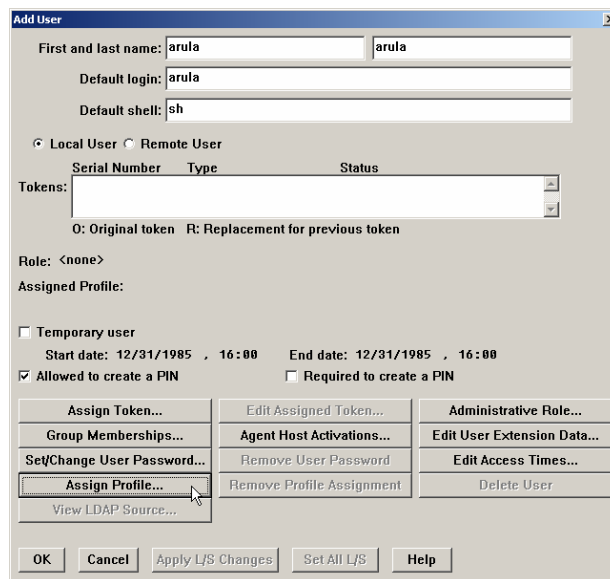 Add User
First and last name: arula arula
Default login: arula
Default shell: sh
Local User Remote User
Serial Number Type Status
Tokens:
O: Original token R: Replacement for previous token
Role: <none>
Assigned Profile:
Temporary user
Start date: 12/31/1985 , 16:00 End date: 12/31/1985 , 16:00
Allowed to create a PIN Required to create a PIN
Assign Token... Edit Assigned Token... Administrative Role...
Group Memberships... Agent Host Activations... Edit User Extension Data...
Set/Change User Password... Remove User Password Edit Access Times...
Assign Profile... Remove Profile Assignment Delete User
View LDAP Source...
OK Cancel Apply L/S Changes Set All L/S Help